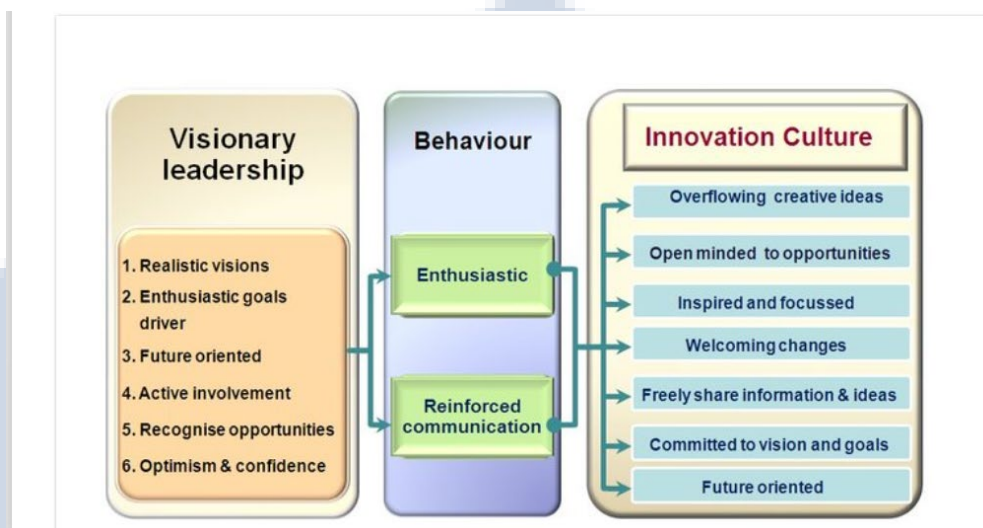 Visionary
leadership
1. Realistic visions
2. Enthusiastic goals
driver
3. Future oriented
4. Active involvement
5. Recognise opportunities
6. Optimism & confidence
Behaviour
Enthusiastic
Reinforced
communication
Innovation Culture
Overflowing creative ideas
Open minded to opportunities
Inspired and focussed
Welcoming changes
Freely share information & ideas
Committed to vision and goals
Future oriented